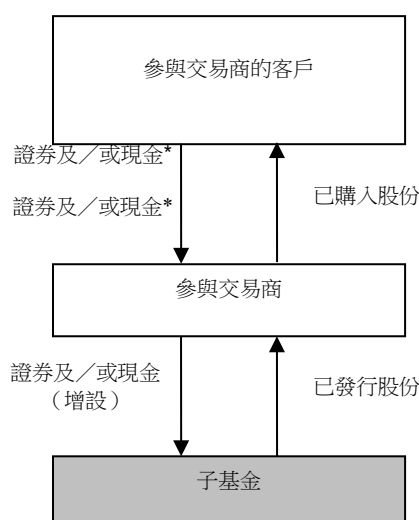 參與交易商的客戶
證券及／或現金*
證券及／或現金*
已購入股份
參與交易商
證券及／或現金
（增設）
已發行股份
子基金